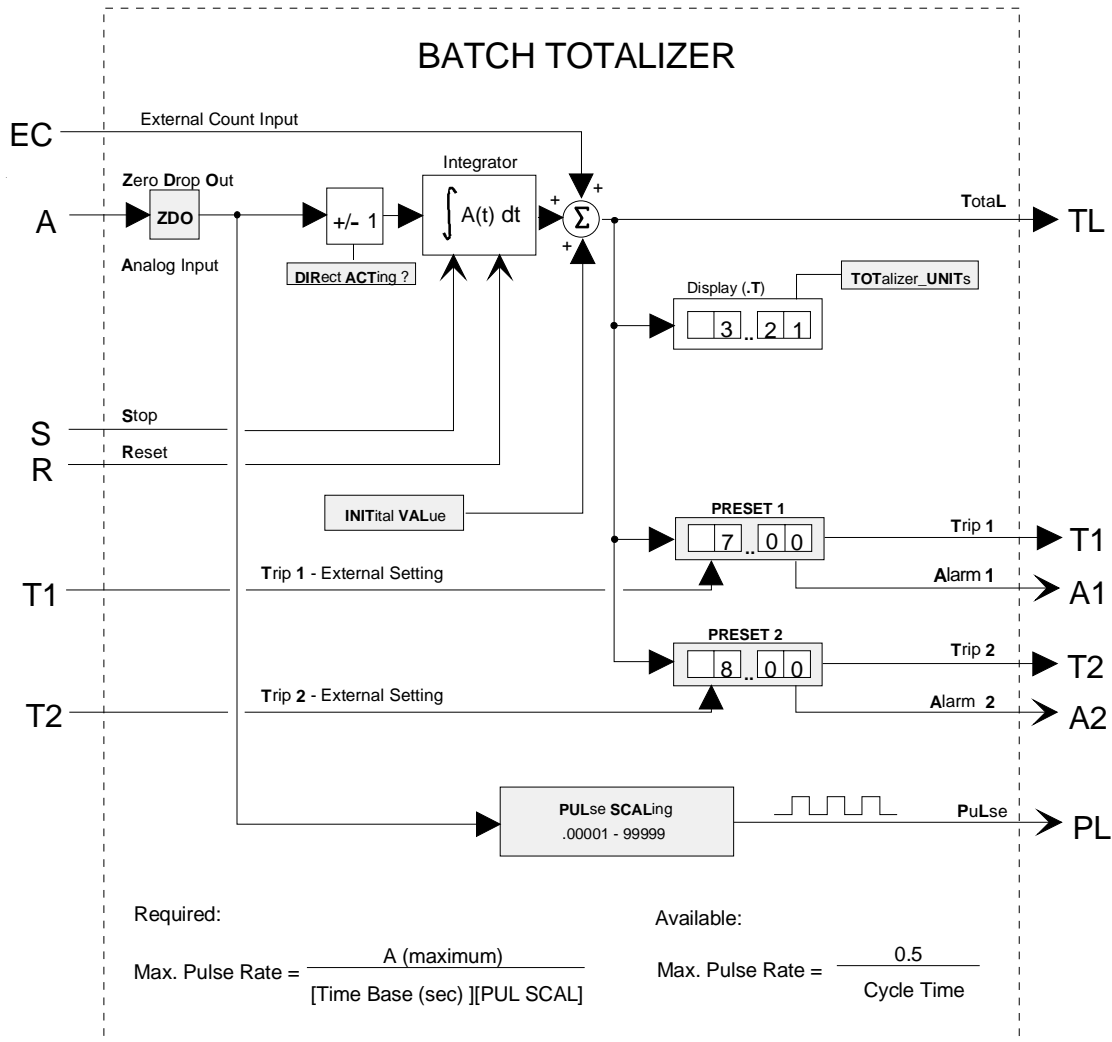 BATCH TOTALIZER
EC
External Count Input
Integrator
Zero Drop Out
+
+
A
ZDO
+/- 1
∫ A(t) dt
Σ
TotaL
TL
+
Analog Input
DIRect ACTing ?
Display (.T)
TOTalizer_UNITs
3 .. 2 1
S
Stop
R
Reset
INITital VALue
PRESET 1
7 .. 0 0
Trip 1
T1
T1
Trip 1 - External Setting
Alarm 1
A1
PRESET 2
8 .. 0 0
Trip 2
T2
T2
Trip 2 - External Setting
Alarm 2
A2
PULse SCALing
.00001 - 99999
PuLse
PL
Required:
Max. Pulse Rate = A (maximum)
[Time Base (sec) ][PUL SCAL]
Available:
Max. Pulse Rate = 0.5
Cycle Time